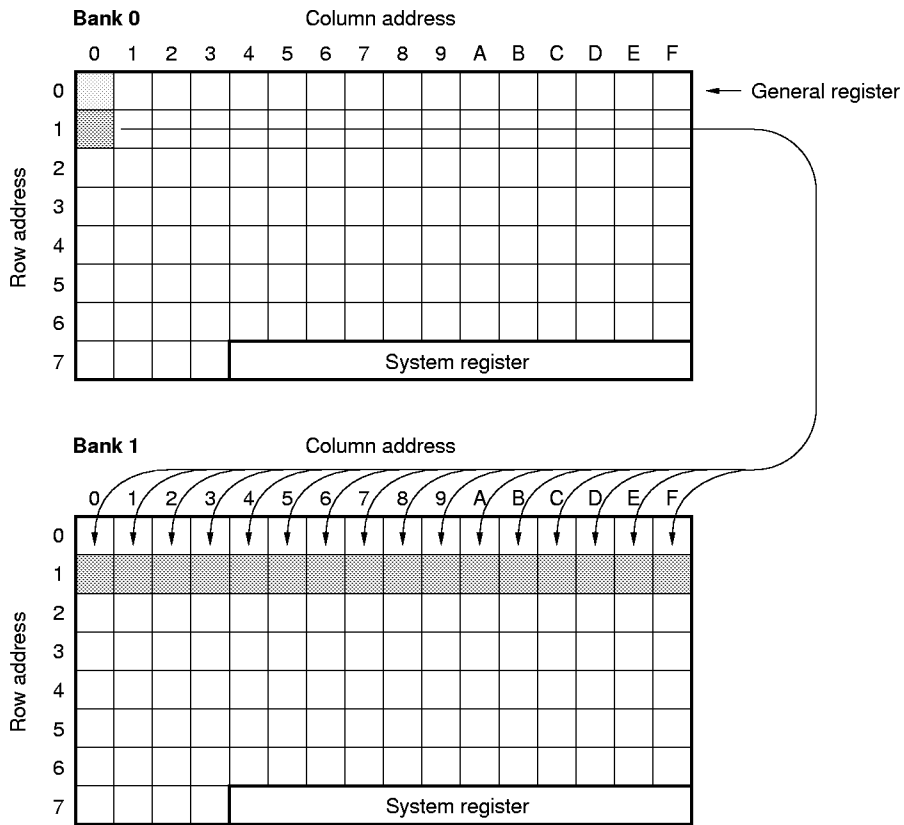 Bank 0 Column address
0 1 2 3 4 5 6 7 8 9 A B C D E F
0 General register
1
2
Row address
3
4
5
6
7 System register
Bank 1 Column address
0 1 2 3 4 5 6 7 8 9 A B C D E F
0
1
2
Row address
3
4
5
6
7 System register